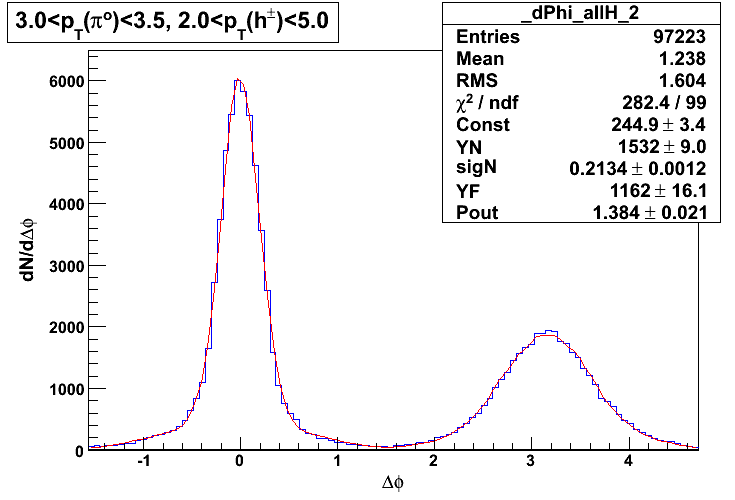 3.0<p_T(π°)<3.5, 2.0<p_T(h^±)<5.0
_dPhi_allH_2
Entries 97223
Mean 1.238
RMS 1.604
χ² / ndf 282.4 / 99
Const 244.9 ± 3.4
YN 1532 ± 9.0
sigN 0.2134 ± 0.0012
YF 1162 ± 16.1
Pout 1.384 ± 0.021
dN/dΔϕ
6000
5000
4000
3000
2000
1000
0
-1 0 1 2 3 4
Δϕ